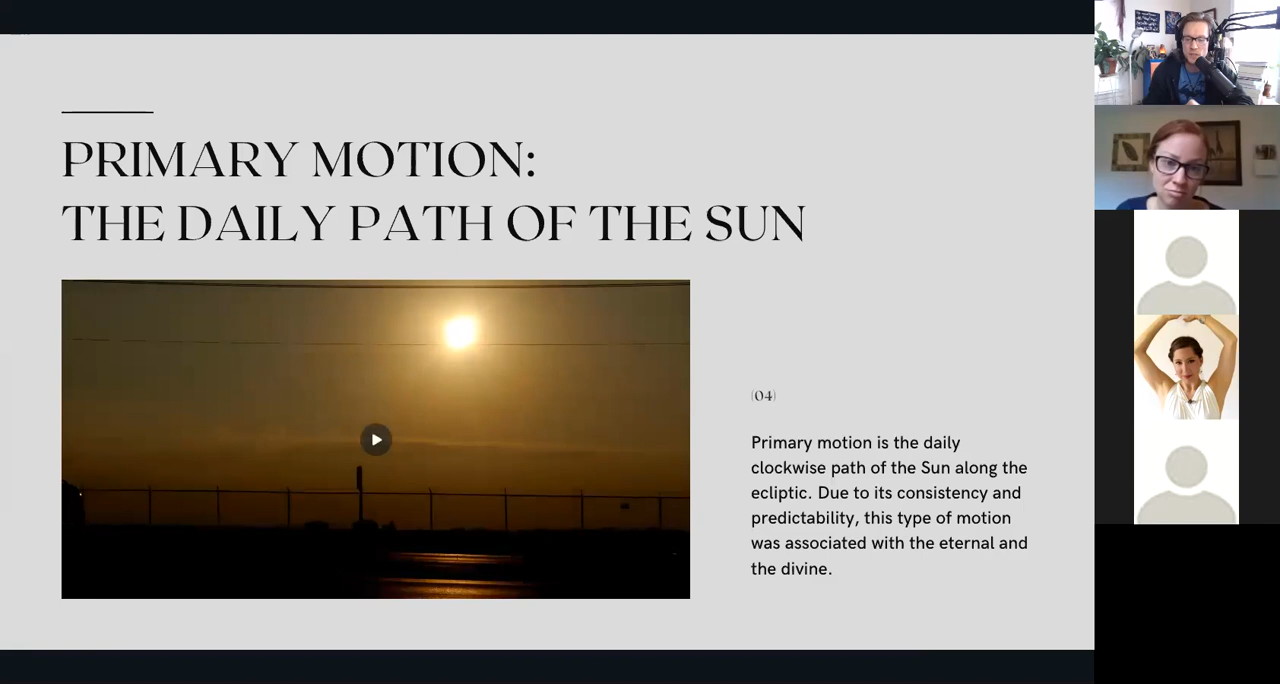 PRIMARY MOTION:
THE DAILY PATH OF THE SUN
(04)
Primary motion is the daily
clockwise path of the Sun along the
ecliptic. Due to its consistency and
predictability, this type of motion
was associated with the eternal and
the divine.